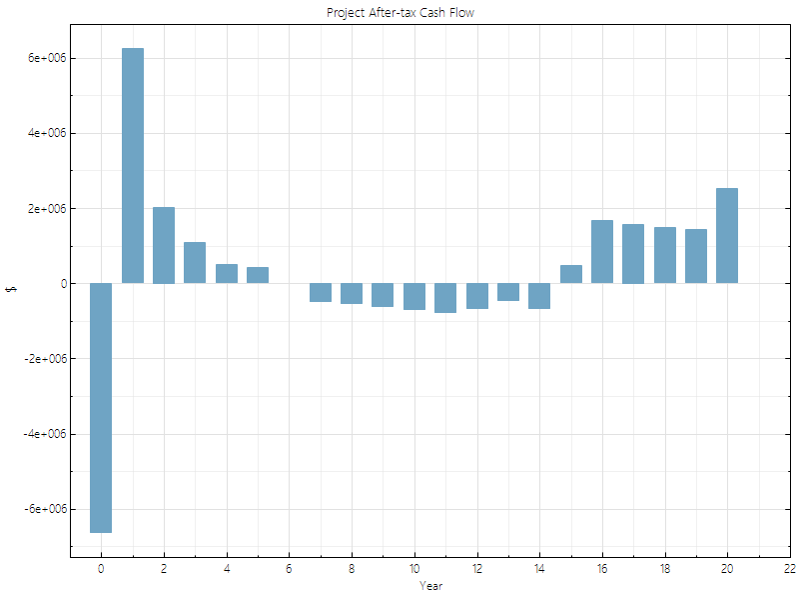 Project After-tax Cash Flow
6e+006
4e+006
2e+006
0
-2e+006
-4e+006
-6e+006
$
0 2 4 6 8 10 12 14 16 18 20 22
Year